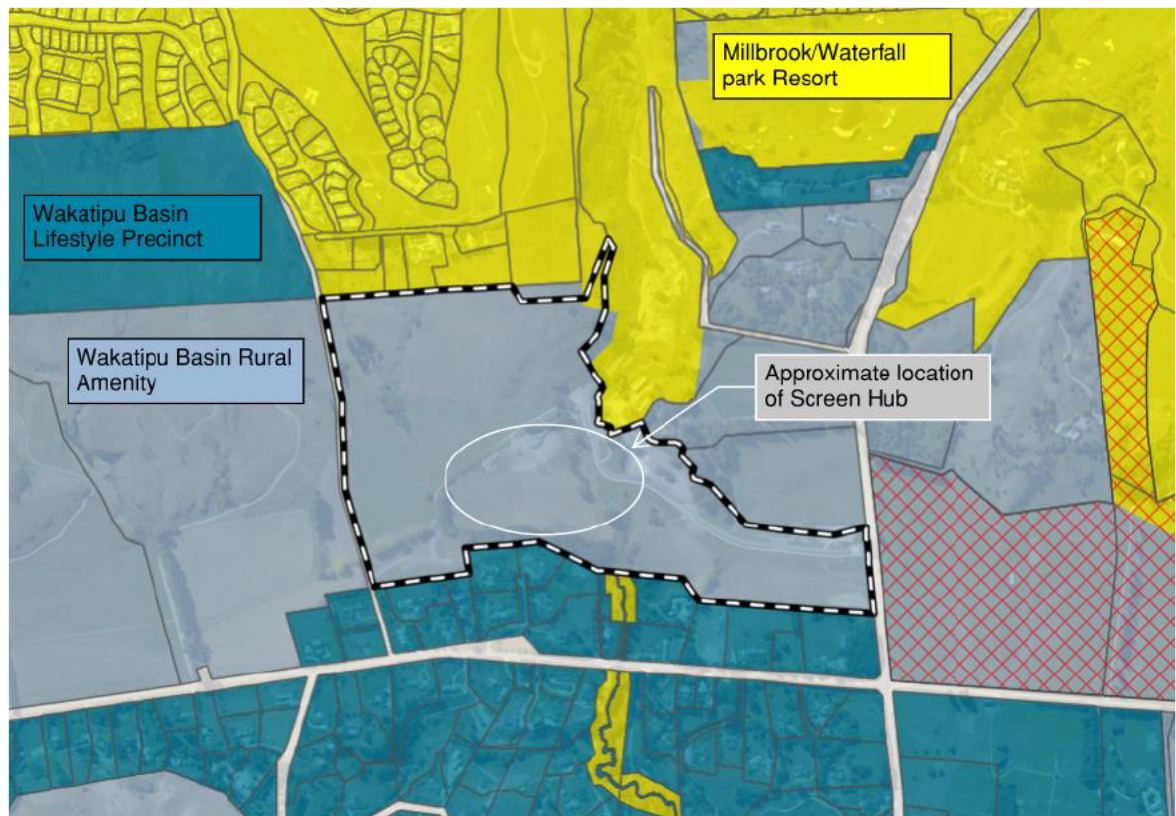 Millbrook/Waterfall
park Resort
Wakatipu Basin
Lifestyle Precinct
Wakatipu Basin Rural
Amenity
Approximate location
of Screen Hub